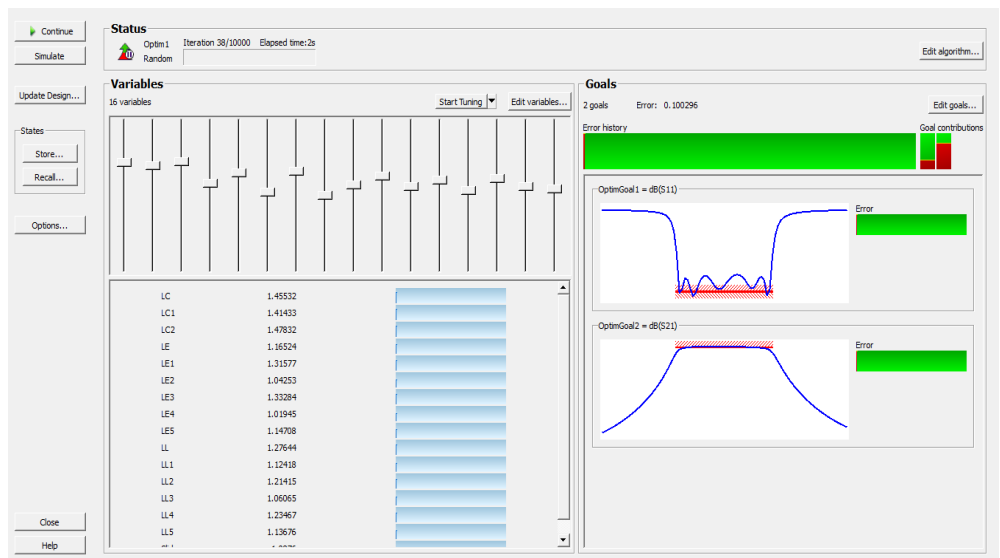 Continue
Simulate
Update Design...
States
Store...
Recall...
Options...
Close
Help
Status
Optim1 Iteration 38/10000 Elapsed time:2s
Random
Edit algorithm...
Variables
16 variables Start Tuning Edit variables...
LC 1.45532
LC1 1.41433
LC2 1.47832
LE 1.16524
LE1 1.31577
LE2 1.04253
LE3 1.33284
LE4 1.01945
LE5 1.14708
LL 1.27644
LL1 1.12418
LL2 1.21415
LL3 1.06065
LL4 1.23467
LL5 1.13676
Goals
2 goals Error: 0.100296 Edit goals...
Error history Goal contributions
OptimGoal1 = dB(S11)
Error
OptimGoal2 = dB(S21)
Error